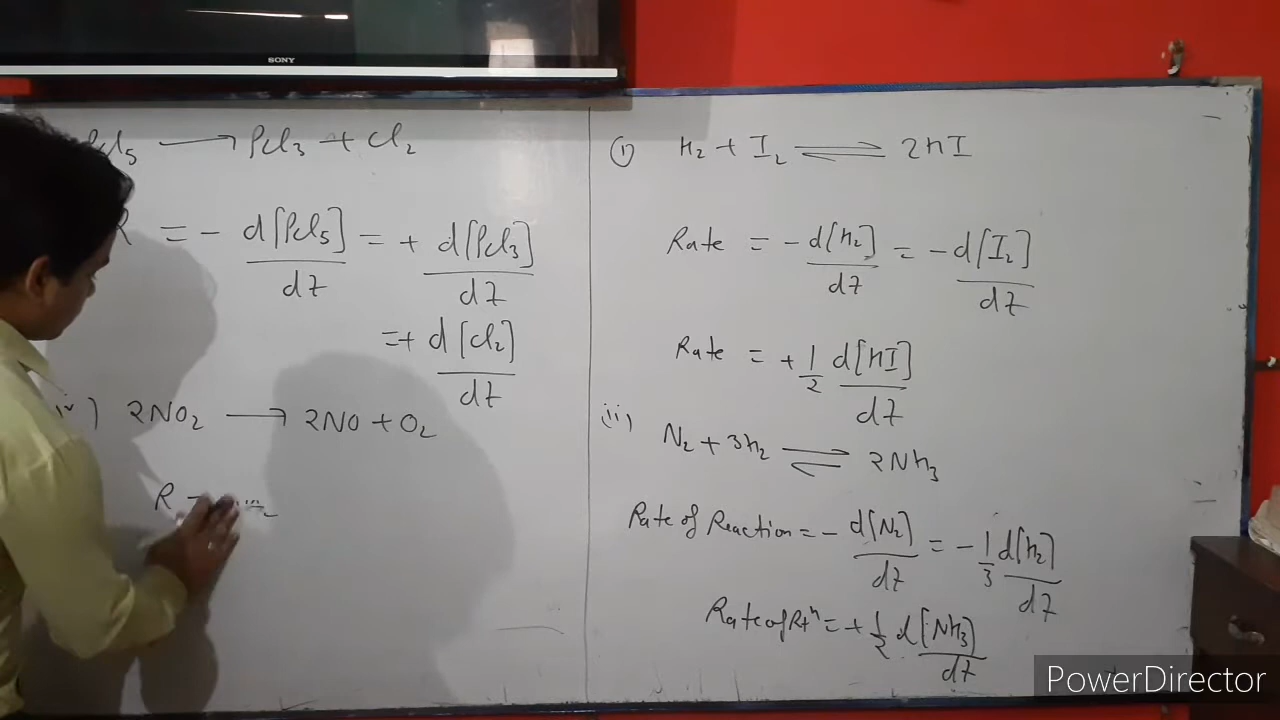 SONY
Pcl₅ ⟶ Pcl₃ + Cl₂
R = - d[Pcl₅]/dt = + d[Pcl₃]/dt
=+ d[Cl₂]/dt
iv) 2NO₂ ⟶ 2NO + O₂
R =
(i) H₂ + I₂ ⇌ 2HI
Rate = - d[H₂]/dt = - d[I₂]/dt
Rate = + 1/2 d[HI]/dt
(ii) N₂ + 3H₂ ⇌ 2NH₃
Rate of Reaction = - d[N₂]/dt = - 1/3 d[H₂]/dt
Rate of Rxⁿ = + 1/2 d[NH₃]/dt
PowerDirector